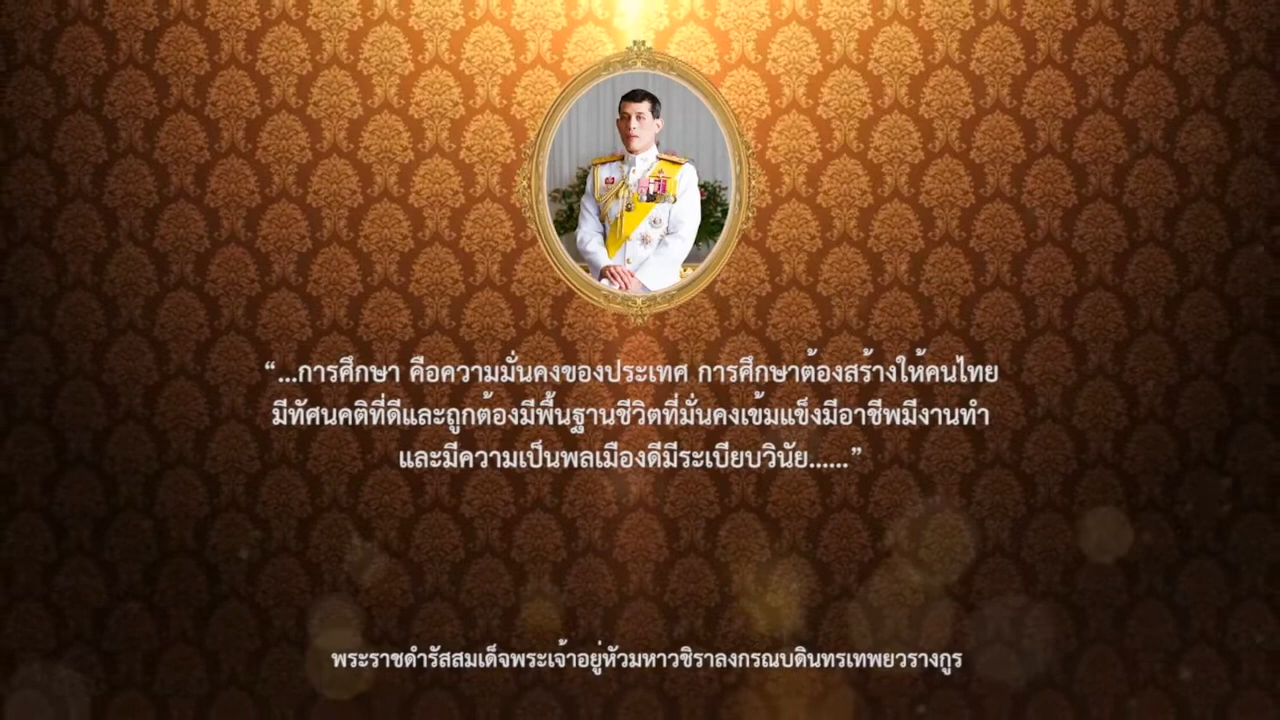 “...การศึกษา คือความมั่นคงของประเทศ การศึกษาต้องสร้างให้คนไทย
มีทัศนคติที่ดีและถูกต้องมีพื้นฐานชีวิตที่มั่นคงเข้มแข็งมีอาชีพมีงานทำ
และมีความเป็นพลเมืองดีมีระเบียบวินัย......”
พระราชดำรัสสมเด็จพระเจ้าอยู่หัวมหาวชิราลงกรณบดินทรเทพยวรางกูร